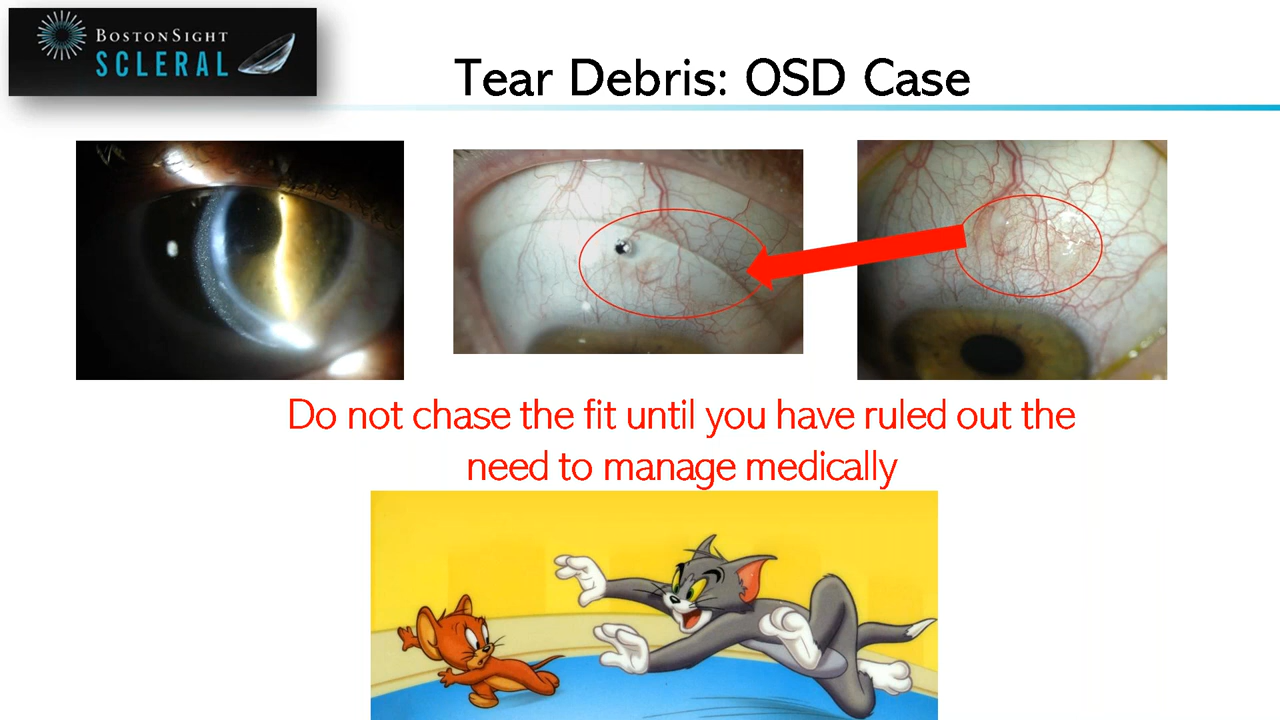 BOSTONSIGHT
SCLERAL
Tear Debris: OSD Case
Do not chase the fit until you have ruled out the
need to manage medically